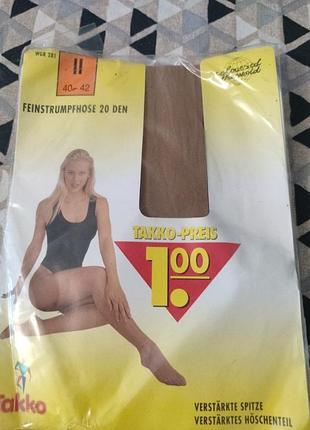 WGR 281
II
40-42
FEINSTRUMPFHOSE 20 DEN
TAKKO-PREIS
1.00
Takko
VERSTÄRKTE SPITZE
VERSTÄRKTES HÖSCHENTEIL